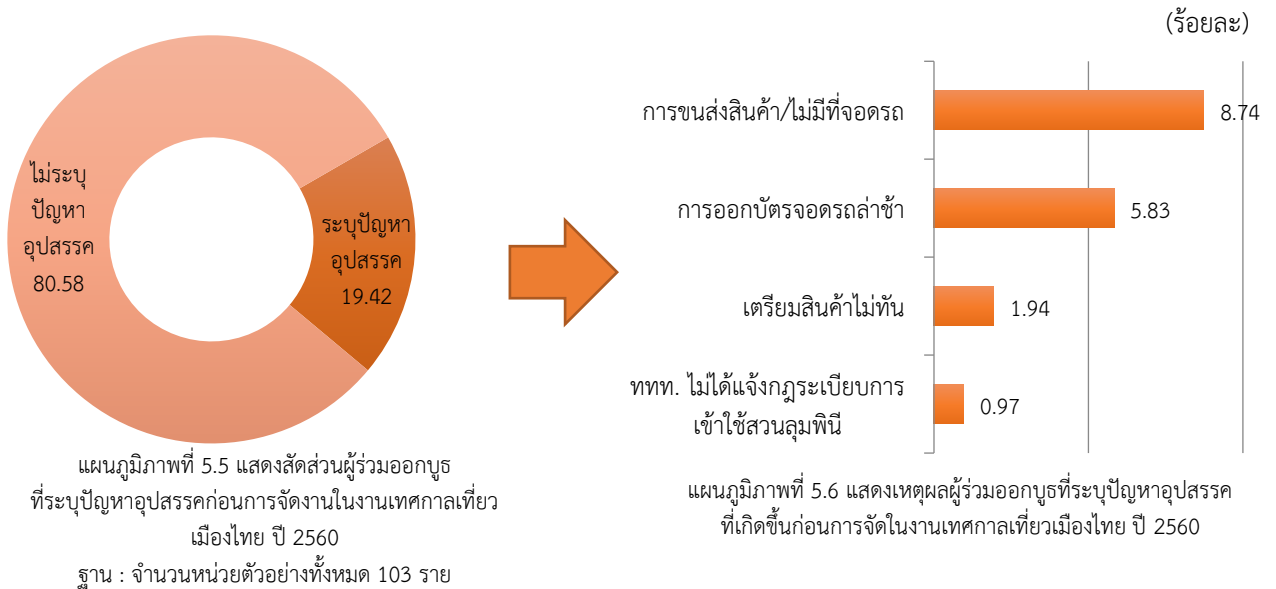 (ร้อยละ)
ไม่ระบุ
ปัญหา
อุปสรรค
80.58
ระบุปัญหา
อุปสรรค
19.42
แผนภูมิภาพที่ 5.5 แสดงสัดส่วนผู้ร่วมออกบูธ
ที่ระบุปัญหาอุปสรรคก่อนการจัดงานในงานเทศกาลเที่ยว
เมืองไทย ปี 2560
ฐาน : จำนวนหน่วยตัวอย่างทั้งหมด 103 ราย
การขนส่งสินค้า/ไม่มีที่จอดรถ
8.74
การออกบัตรจอดรถล่าช้า
5.83
เตรียมสินค้าไม่ทัน
1.94
ททท. ไม่ได้แจ้งกฎระเบียบการ
เข้าใช้สวนลุมพินี
0.97
แผนภูมิภาพที่ 5.6 แสดงเหตุผลผู้ร่วมออกบูธที่ระบุปัญหาอุปสรรค
ที่เกิดขึ้นก่อนการจัดในงานเทศกาลเที่ยวเมืองไทย ปี 2560